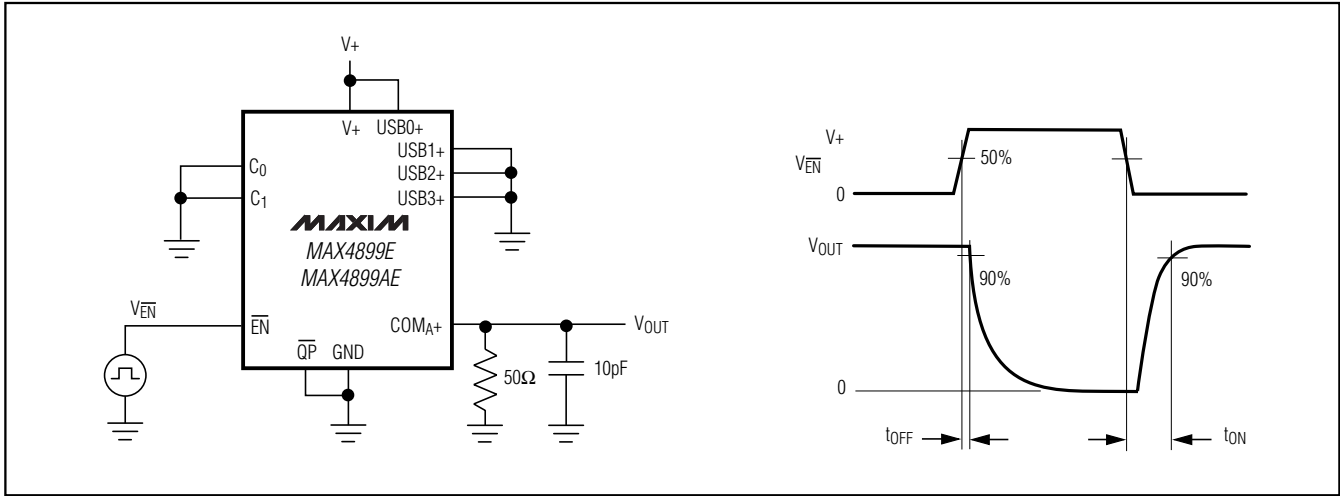 V+
V+ USB0+
USB1+
USB2+
USB3+
C0
C1
MAXIM
MAX4899E
MAX4899AE
VEN
EN
COMA+
VOUT
QP GND
50Ω
10pF
V+
VEN
50%
0
VOUT
90%
90%
0
tOFF
tON